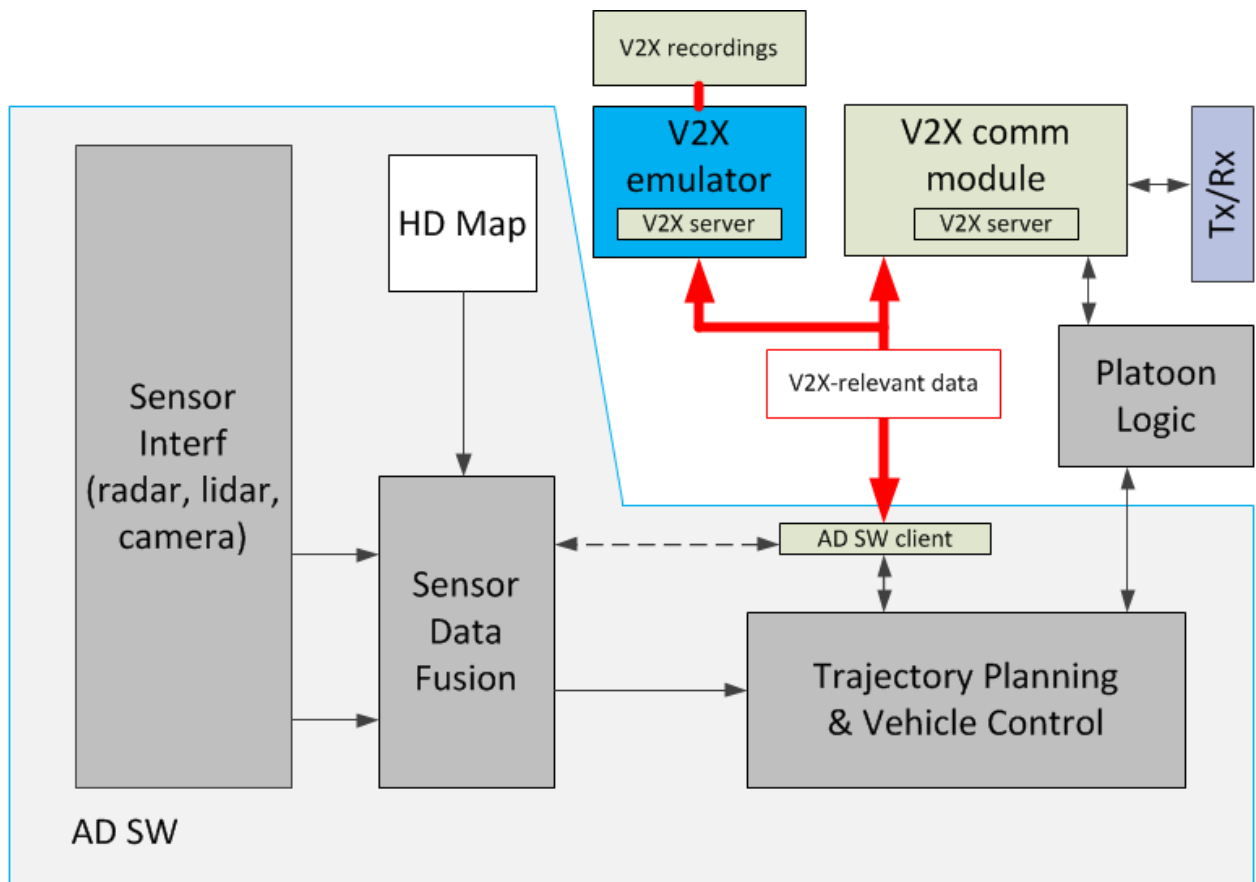 V2X recordings
V2X
emulator
V2X server
V2X comm
module
V2X server
Tx/Rx
HD Map
V2X-relevant data
Platoon
Logic
Sensor
Interf
(radar, lidar,
camera)
AD SW client
Sensor
Data
Fusion
Trajectory Planning
& Vehicle Control
AD SW